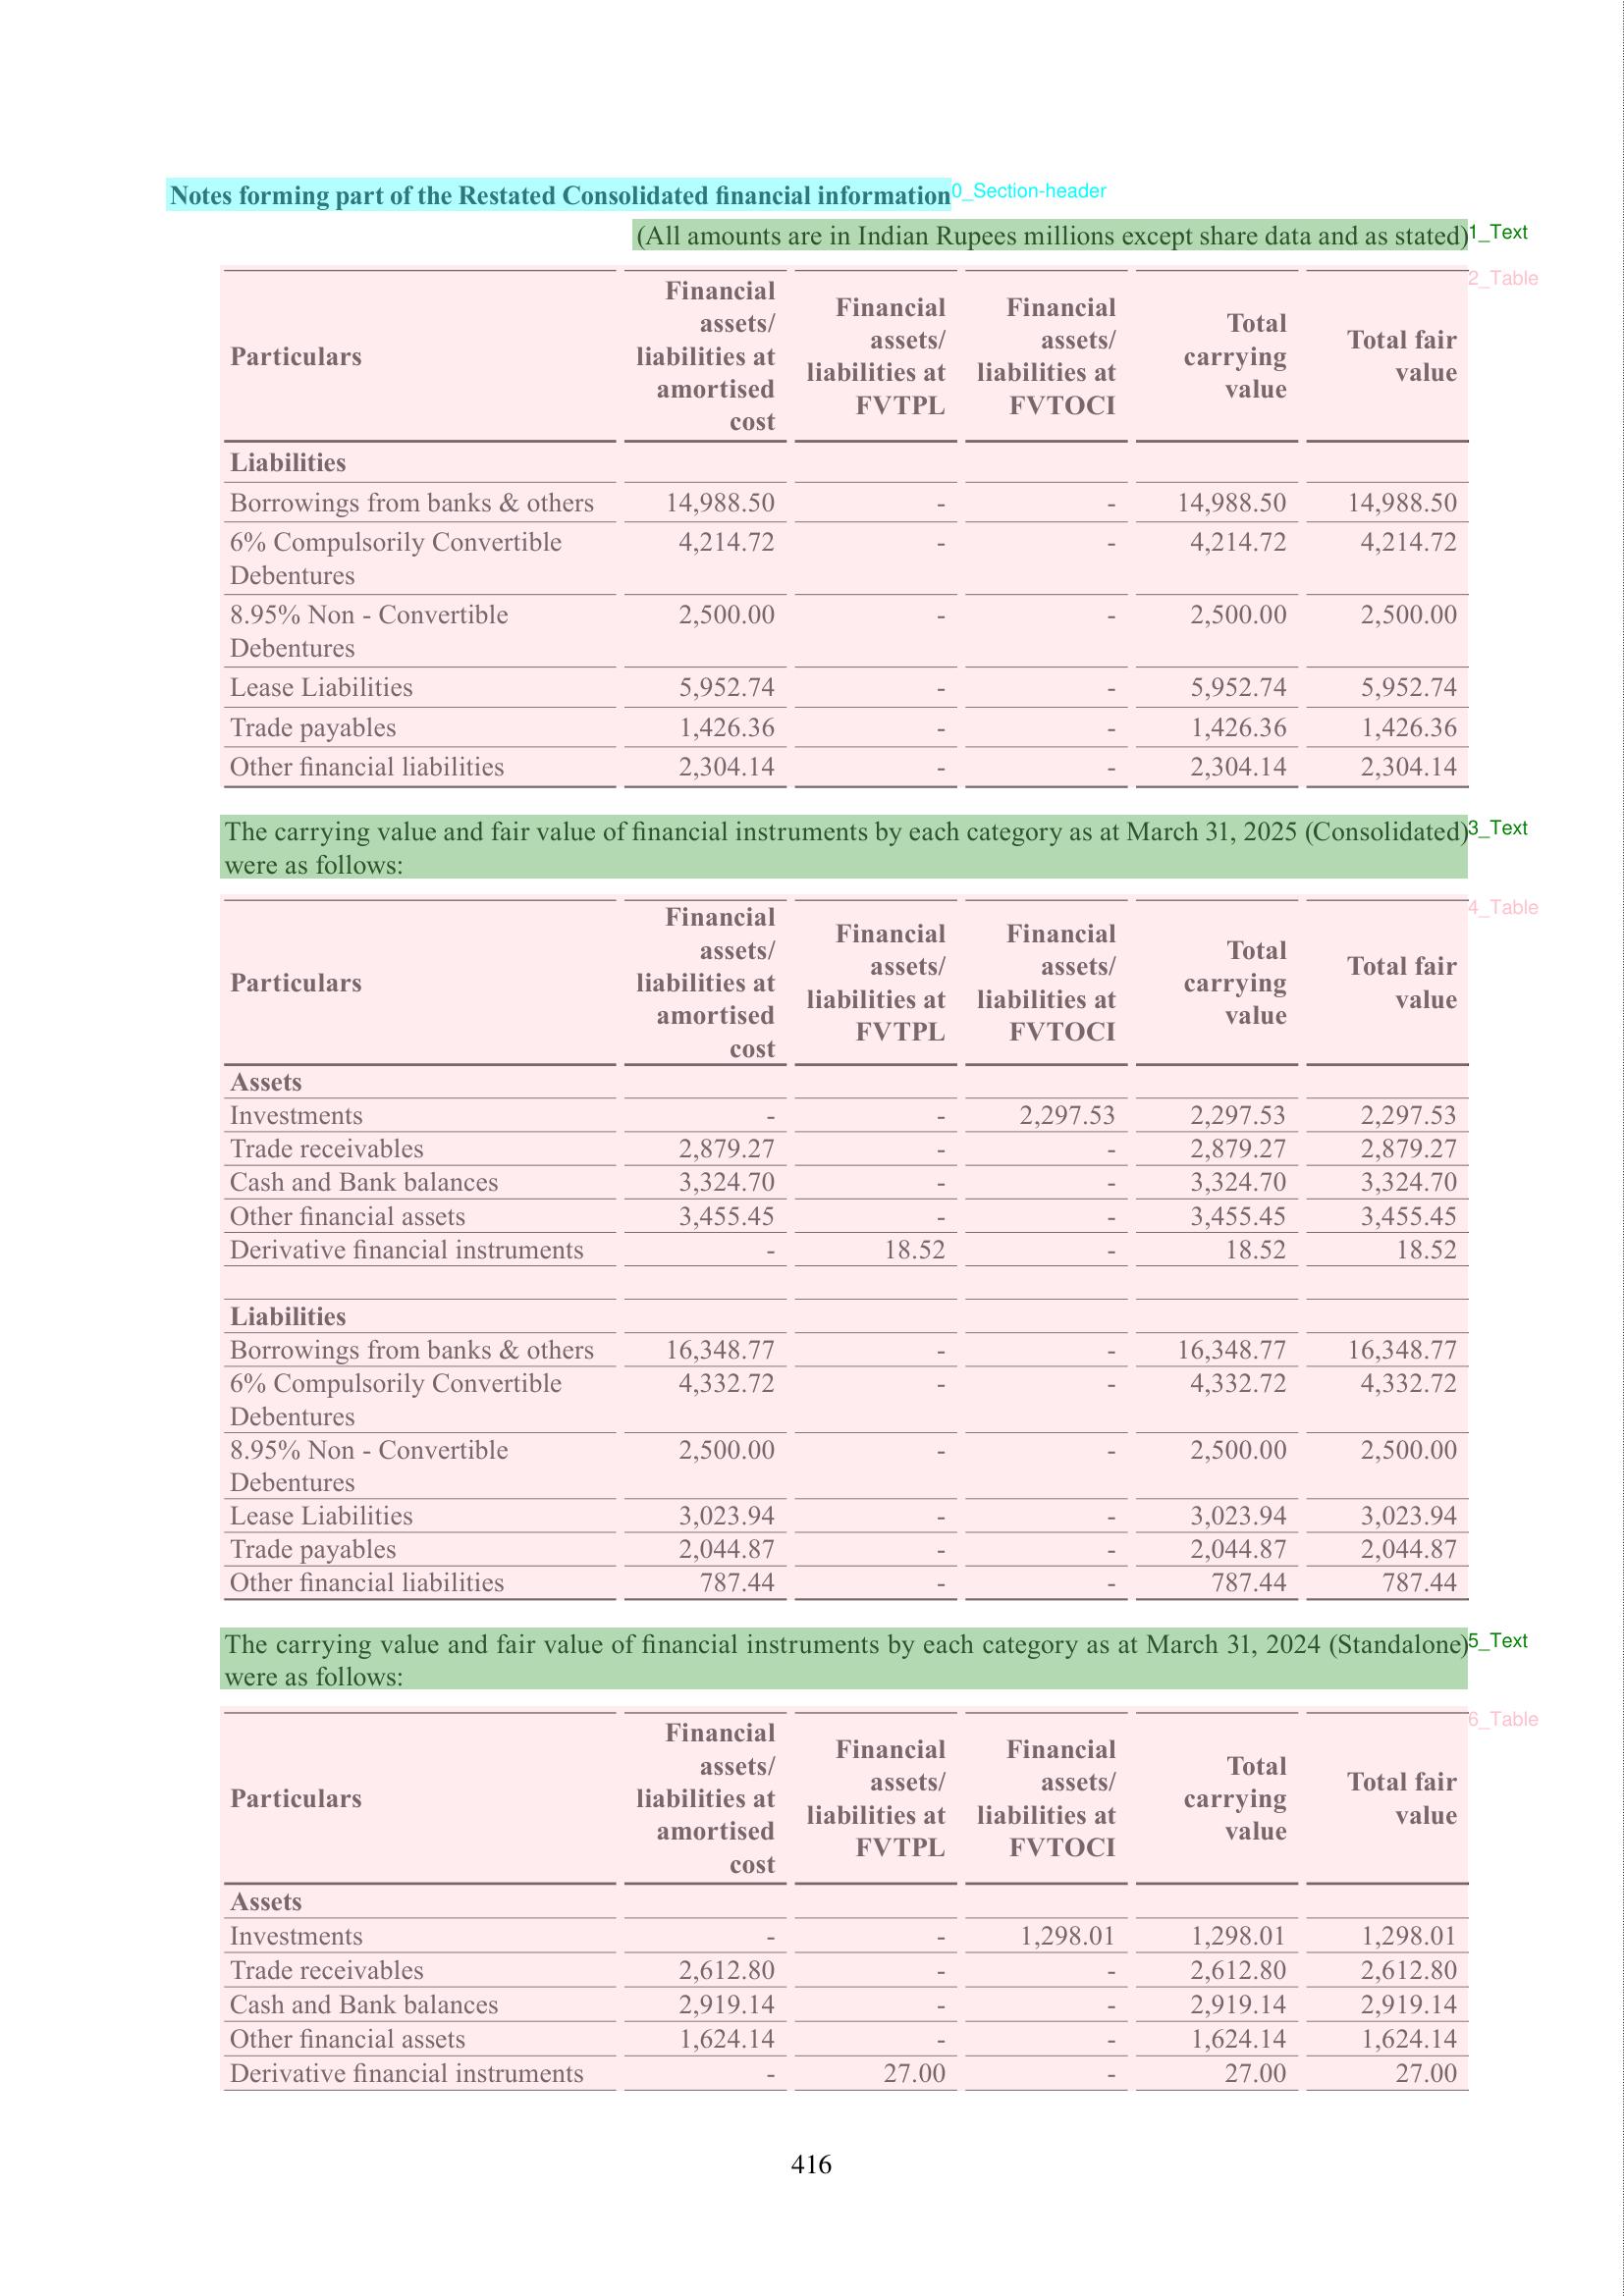 Notes forming part of the Restated Consolidated financial information 0_Section-header
(All amounts are in Indian Rupees millions except share data and as stated) 1_Text
2_Table
Particulars Financial assets/ liabilities at amortised cost Financial assets/ liabilities at FVTPL Financial assets/ liabilities at FVTOCI Total carrying value Total fair value
Liabilities
Borrowings from banks & others 14,988.50 - - 14,988.50 14,988.50
6% Compulsorily Convertible 4,214.72 - - 4,214.72 4,214.72
Debentures
8.95% Non - Convertible 2,500.00 - - 2,500.00 2,500.00
Debentures
Lease Liabilities 5,952.74 - - 5,952.74 5,952.74
Trade payables 1,426.36 - - 1,426.36 1,426.36
Other financial liabilities 2,304.14 - - 2,304.14 2,304.14
The carrying value and fair value of financial instruments by each category as at March 31, 2025 (Consolidated) 3_Text
were as follows:
4_Table
Particulars Financial assets/ liabilities at amortised cost Financial assets/ liabilities at FVTPL Financial assets/ liabilities at FVTOCI Total carrying value Total fair value
Assets
Investments - - 2,297.53 2,297.53 2,297.53
Trade receivables 2,879.27 - - 2,879.27 2,879.27
Cash and Bank balances 3,324.70 - - 3,324.70 3,324.70
Other financial assets 3,455.45 - - 3,455.45 3,455.45
Derivative financial instruments - 18.52 - 18.52 18.52
Liabilities
Borrowings from banks & others 16,348.77 - - 16,348.77 16,348.77
6% Compulsorily Convertible 4,332.72 - - 4,332.72 4,332.72
Debentures
8.95% Non - Convertible 2,500.00 - - 2,500.00 2,500.00
Debentures
Lease Liabilities 3,023.94 - - 3,023.94 3,023.94
Trade payables 2,044.87 - - 2,044.87 2,044.87
Other financial liabilities 787.44 - - 787.44 787.44
The carrying value and fair value of financial instruments by each category as at March 31, 2024 (Standalone) 5_Text
were as follows:
6_Table
Particulars Financial assets/ liabilities at amortised cost Financial assets/ liabilities at FVTPL Financial assets/ liabilities at FVTOCI Total carrying value Total fair value
Assets
Investments - - 1,298.01 1,298.01 1,298.01
Trade receivables 2,612.80 - - 2,612.80 2,612.80
Cash and Bank balances 2,919.14 - - 2,919.14 2,919.14
Other financial assets 1,624.14 - - 1,624.14 1,624.14
Derivative financial instruments - 27.00 - 27.00 27.00
416